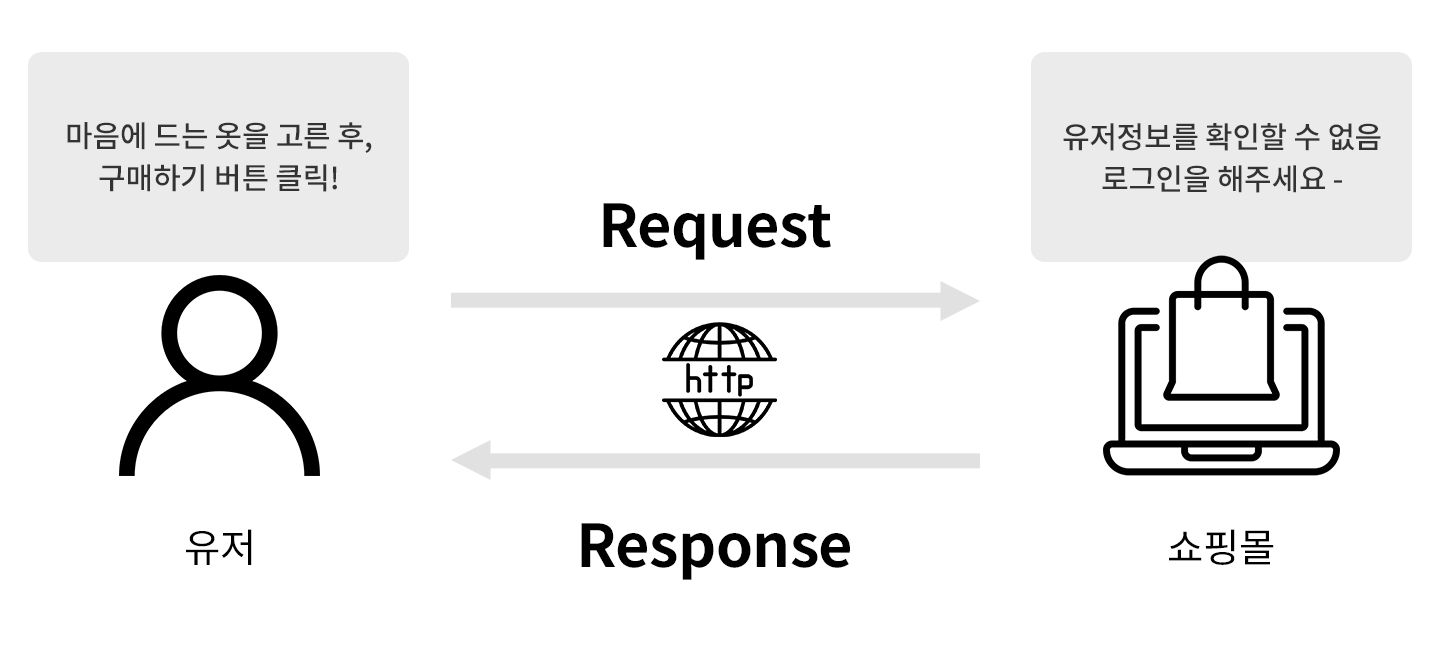 마음에 드는 옷을 고른 후,
구매하기 버튼 클릭!
유저정보를 확인할 수 없음
로그인을 해주세요 -
Request
http
Response
유저
쇼핑몰